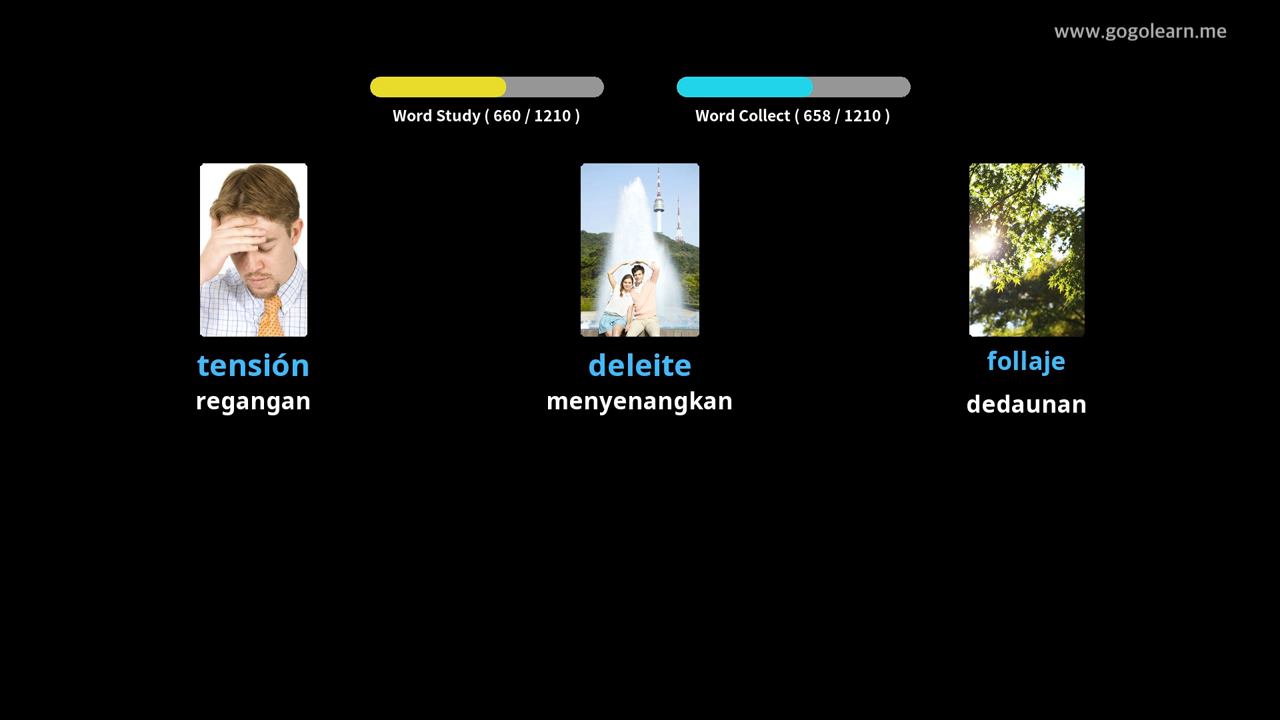 www.gogolearn.me
Word Study ( 660 / 1210 )
Word Collect ( 658 / 1210 )
tensión
regangan
deleite
menyenangkan
follaje
dedaunan